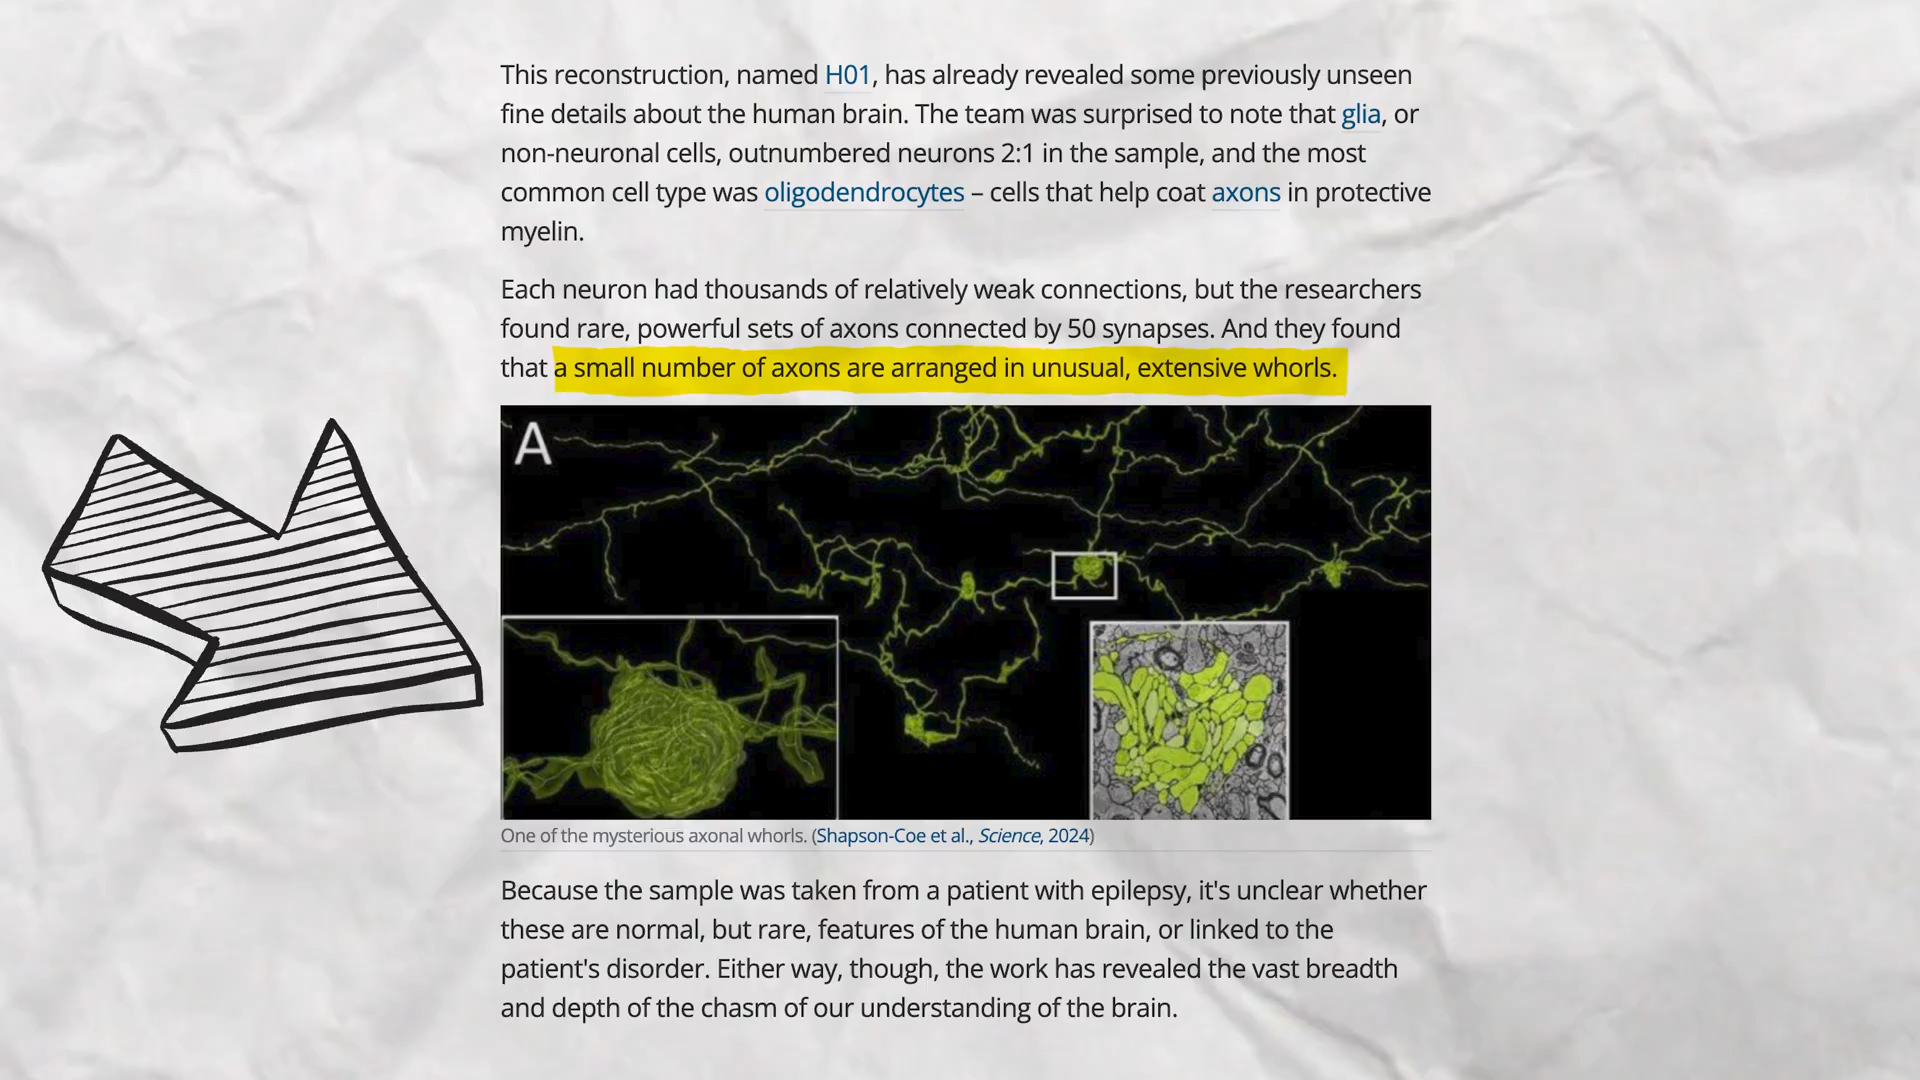 This reconstruction, named H01, has already revealed some previously unseen
fine details about the human brain. The team was surprised to note that glia, or
non-neuronal cells, outnumbered neurons 2:1 in the sample, and the most
common cell type was oligodendrocytes – cells that help coat axons in protective
myelin.
Each neuron had thousands of relatively weak connections, but the researchers
found rare, powerful sets of axons connected by 50 synapses. And they found
that a small number of axons are arranged in unusual, extensive whorls.
A
One of the mysterious axonal whorls. (Shapson-Coe et al., Science, 2024)
Because the sample was taken from a patient with epilepsy, it's unclear whether
these are normal, but rare, features of the human brain, or linked to the
patient's disorder. Either way, though, the work has revealed the vast breadth
and depth of the chasm of our understanding of the brain.